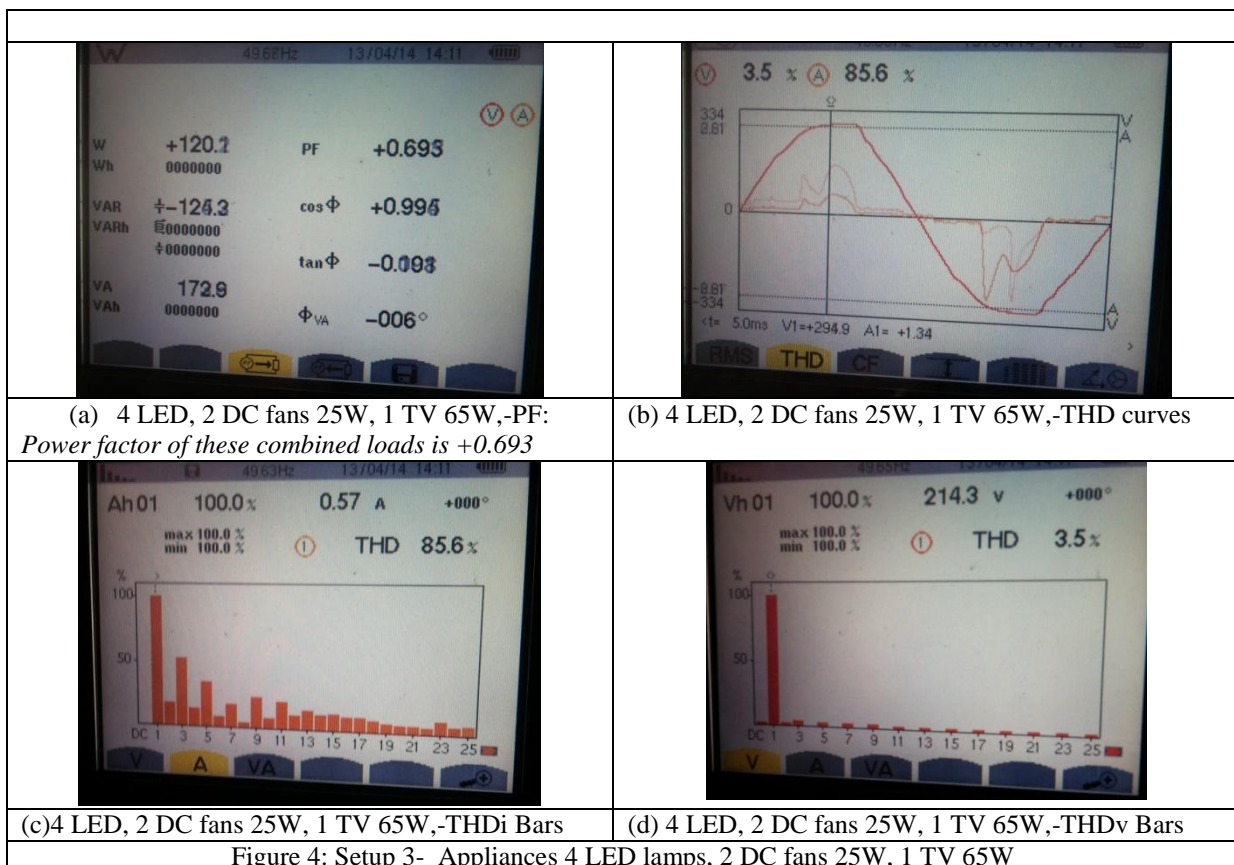 W 49.68Hz 13/04/14 14:11
V A
W +120.2 PF +0.693
Wh 0000000
VAR -124.3 cos Φ +0.995
VARh 0000000
0000000
tan Φ -0.093
VA 172.9
VAh 0000000
Φ VA -006°
V 3.5 % A 85.6 %
334 V
8.61 A
0
-8.61 A
-334 V
<t= 5.0ms V1=+294.9 A1= +1.34
>
RMS THD CF
(a) 4 LED, 2 DC fans 25W, 1 TV 65W,-PF:
Power factor of these combined loads is +0.693
(b) 4 LED, 2 DC fans 25W, 1 TV 65W,-THD curves
49.63Hz 13/04/14 14:11
Ah 01 100.0 % 0.57 A +000°
max 100.0 %
min 100.0 % 1 THD 85.6 %
%
100
50
DC 1 3 5 7 9 11 13 15 17 19 21 23 25
V A VA
49.65Hz
Vh 01 100.0 % 214.3 V +000°
max 100.0 %
min 100.0 % 1 THD 3.5 %
%
100
50
DC 1 3 5 7 9 11 13 15 17 19 21 23 25
V A VA
(c)4 LED, 2 DC fans 25W, 1 TV 65W,-THDi Bars
(d) 4 LED, 2 DC fans 25W, 1 TV 65W,-THDv Bars
Figure 4: Setup 3- Appliances 4 LED lamps, 2 DC fans 25W, 1 TV 65W